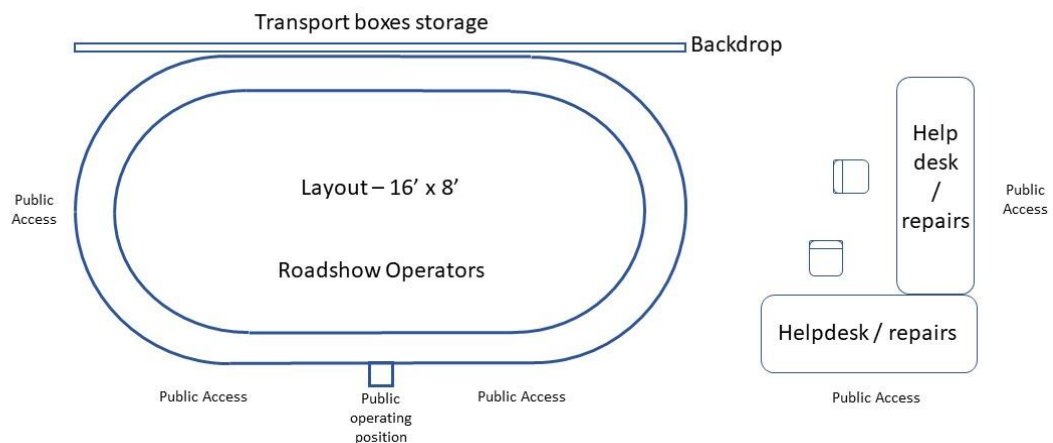 Transport boxes storage
Backdrop
Help
desk
/
repairs
Layout – 16’ x 8’
Public
Access
Public
Access
Roadshow Operators
Helpdesk / repairs
Public Access
Public
operating
position
Public Access
Public Access